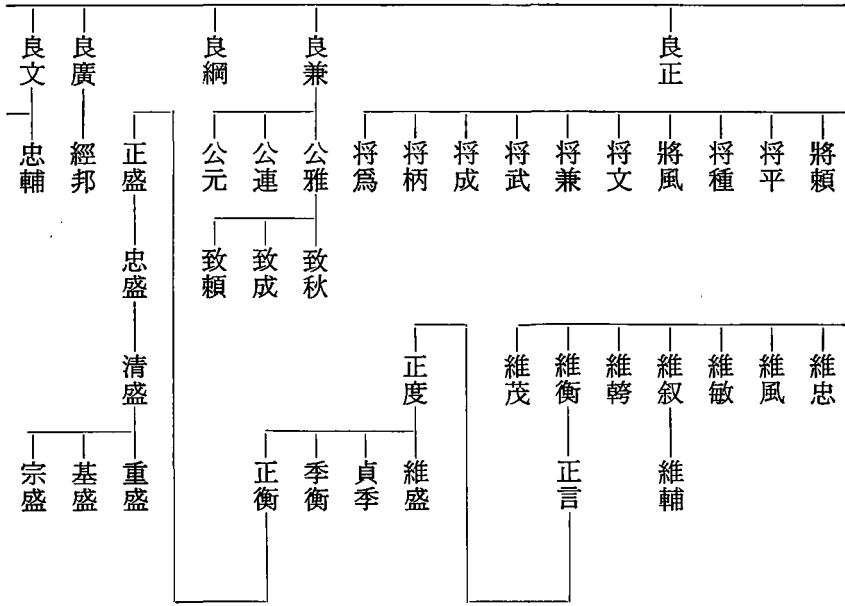 良正
良兼
良綱
良廣
良文
將頼
将平
将種
將風
将文
将兼
将武
将成
将柄
将爲
公雅
公連
公元
正盛
經邦
忠輔
致秋
致成
致頼
忠盛
維忠
維風
維敏
維叙
維䡄
維衡
維茂
正度
清盛
維輔
正言
維盛
貞季
季衡
正衡
重盛
基盛
宗盛